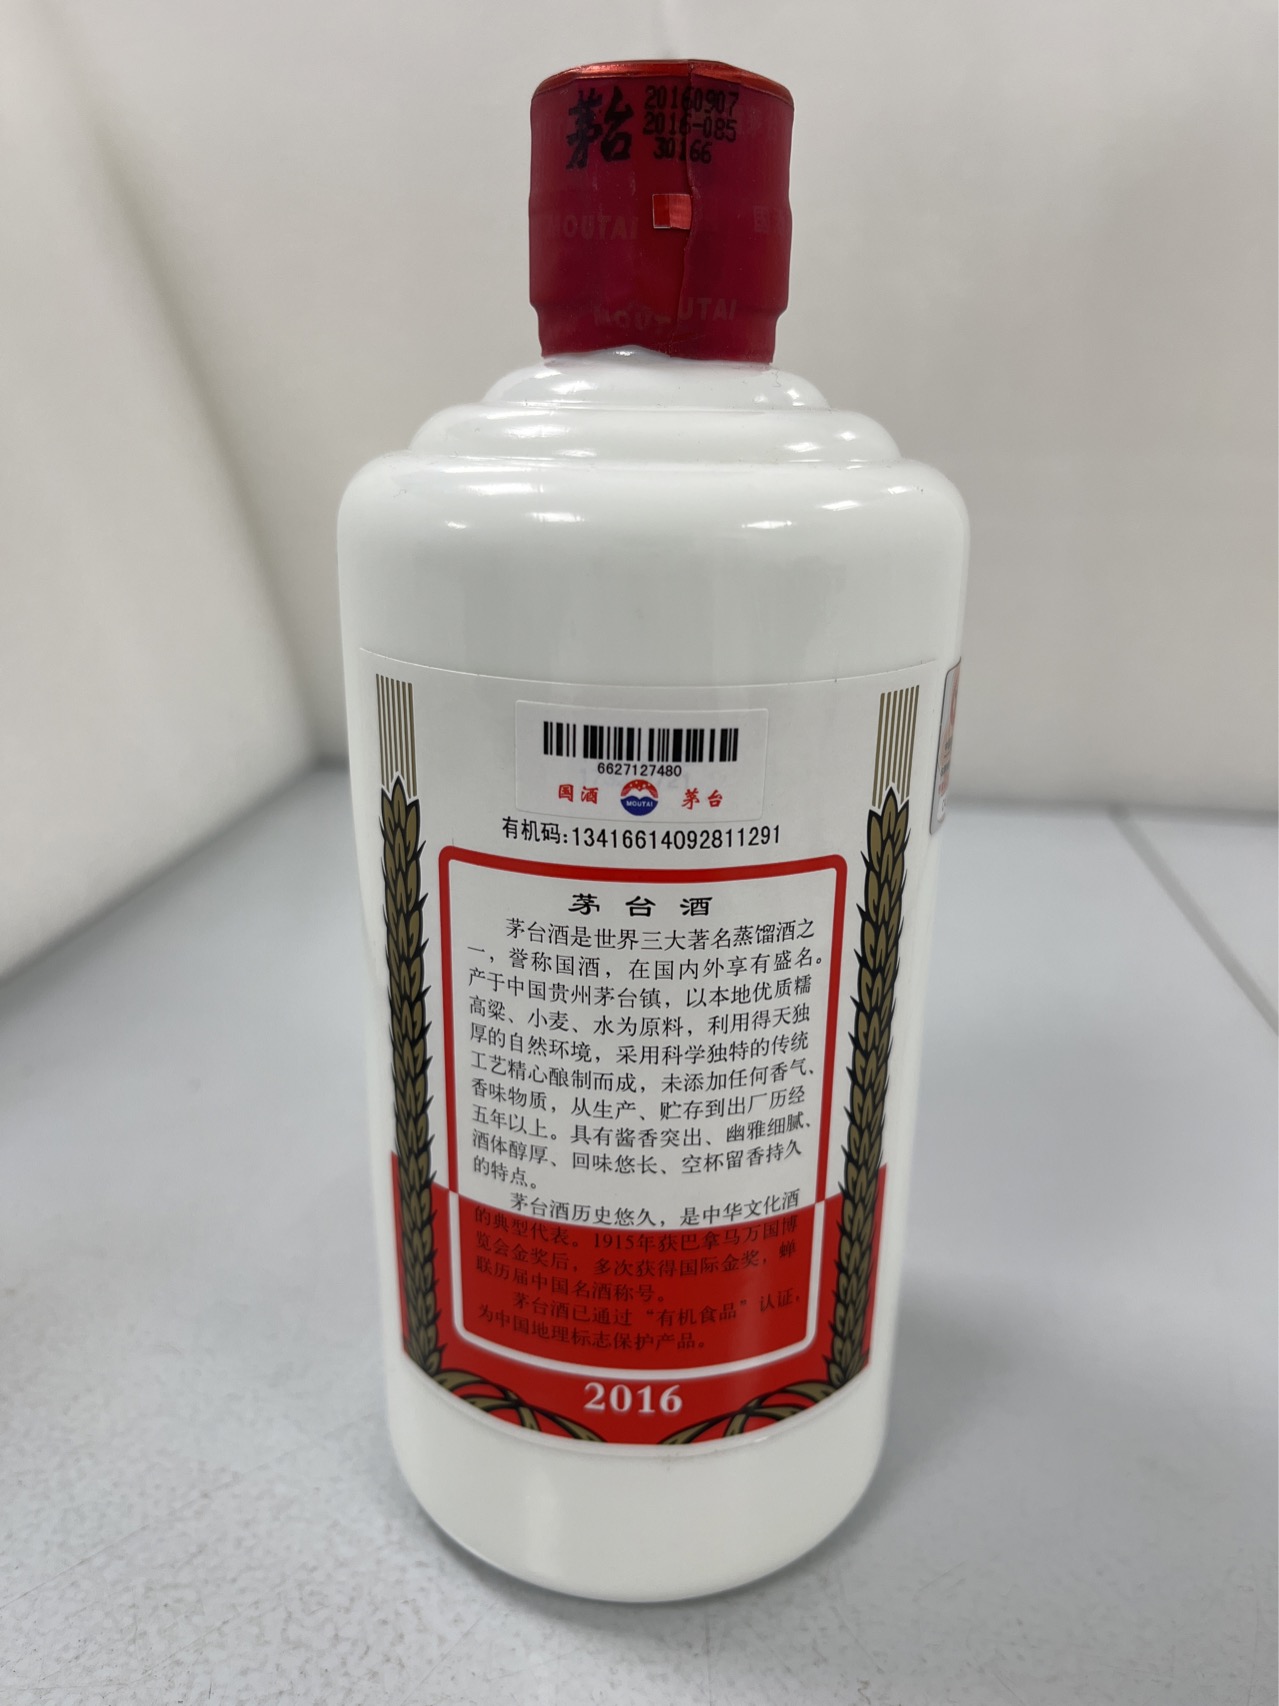 茅台
20160907
2016-085
30166
MOUTAI
国
MOUTAI
UTAI
6627127480
国酒
MOUTAI
茅台
有机码:13416614092811291
茅台酒
茅台酒是世界三大著名蒸馏酒之
一，誉称国酒，在国内外享有盛名。
产于中国贵州茅台镇，以本地优质糯
高粱、小麦、水为原料，利用得天独
厚的自然环境，采用科学独特的传统
工艺精心酿制而成，未添加任何香气、
香味物质，从生产、贮存到出厂历经
五年以上。具有酱香突出、幽雅细腻、
酒体醇厚、回味悠长、空杯留香持久
的特点。
茅台酒历史悠久，是中华文化酒
的典型代表。1915年获巴拿马万国博
览会金奖后，多次获得国际金奖，蝉
联历届中国名酒称号。
茅台酒已通过“有机食品”认证，
为中国地理标志保护产品。
2016